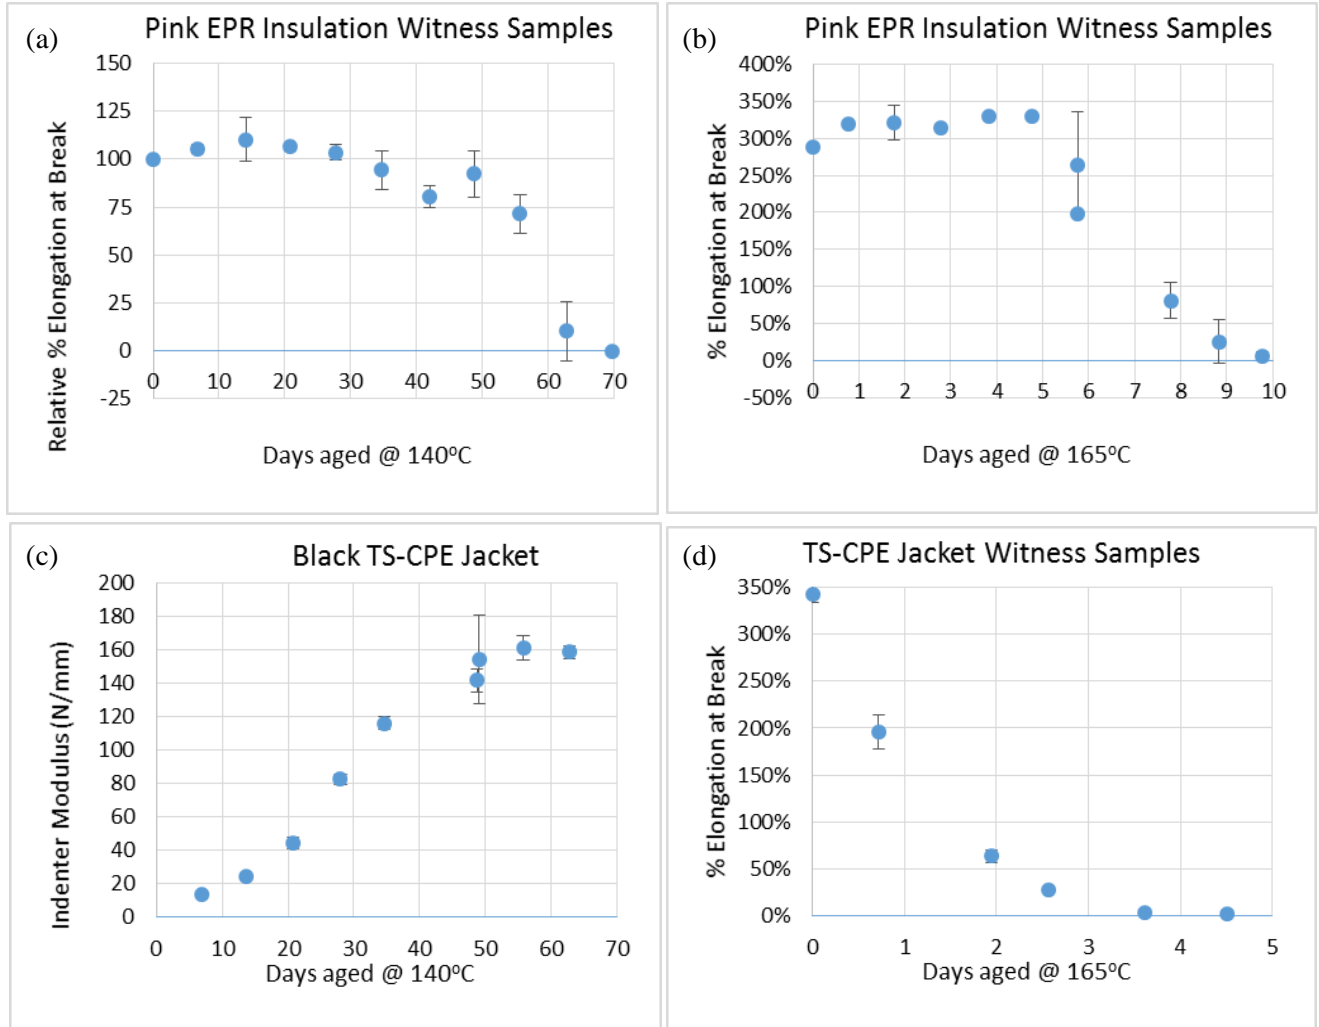 (a)
Pink EPR Insulation Witness Samples
Relative % Elongation at Break
150
125
100
75
50
25
0
-25
0 10 20 30 40 50 60 70
Days aged @ 140°C
(b)
Pink EPR Insulation Witness Samples
% Elongation at Break
400%
350%
300%
250%
200%
150%
100%
50%
0%
-50%
0 1 2 3 4 5 6 7 8 9 10
Days aged @ 165°C
(c)
Black TS-CPE Jacket
Indenter Modulus (N/mm)
200
180
160
140
120
100
80
60
40
20
0
0 10 20 30 40 50 60 70
Days aged @ 140°C
(d)
TS-CPE Jacket Witness Samples
% Elongation at Break
350%
300%
250%
200%
150%
100%
50%
0%
0 1 2 3 4 5
Days aged @ 165°C